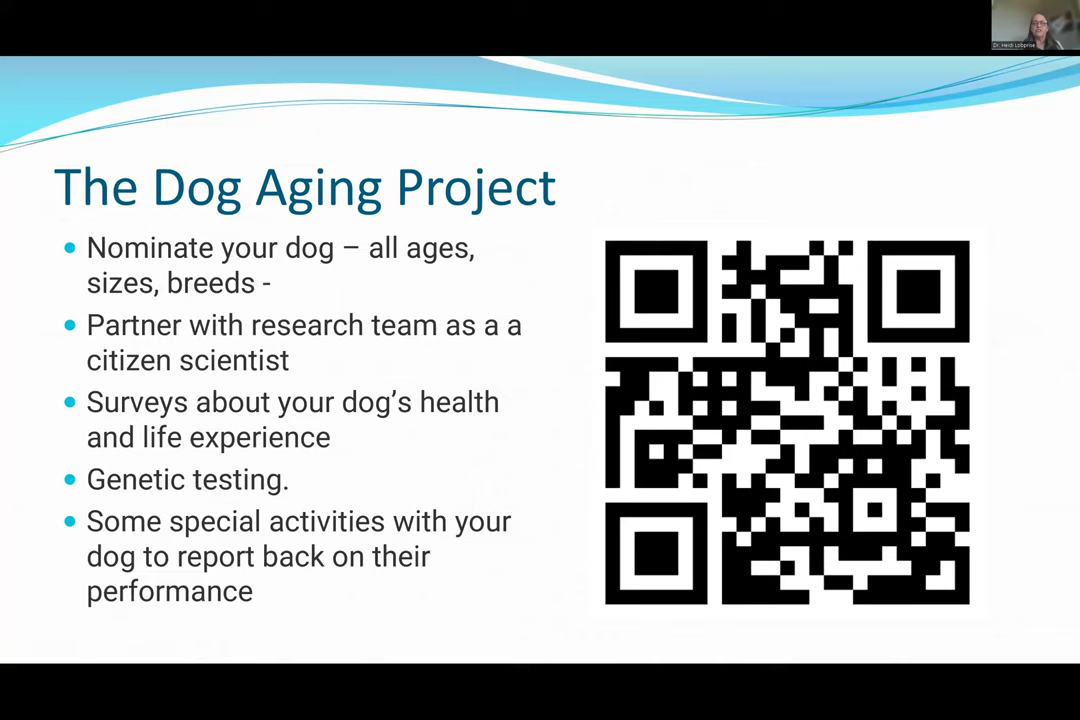 Dr. Heidi Lobprise
The Dog Aging Project
Nominate your dog – all ages,
sizes, breeds -
Partner with research team as a a
citizen scientist
Surveys about your dog’s health
and life experience
Genetic testing.
Some special activities with your
dog to report back on their
performance